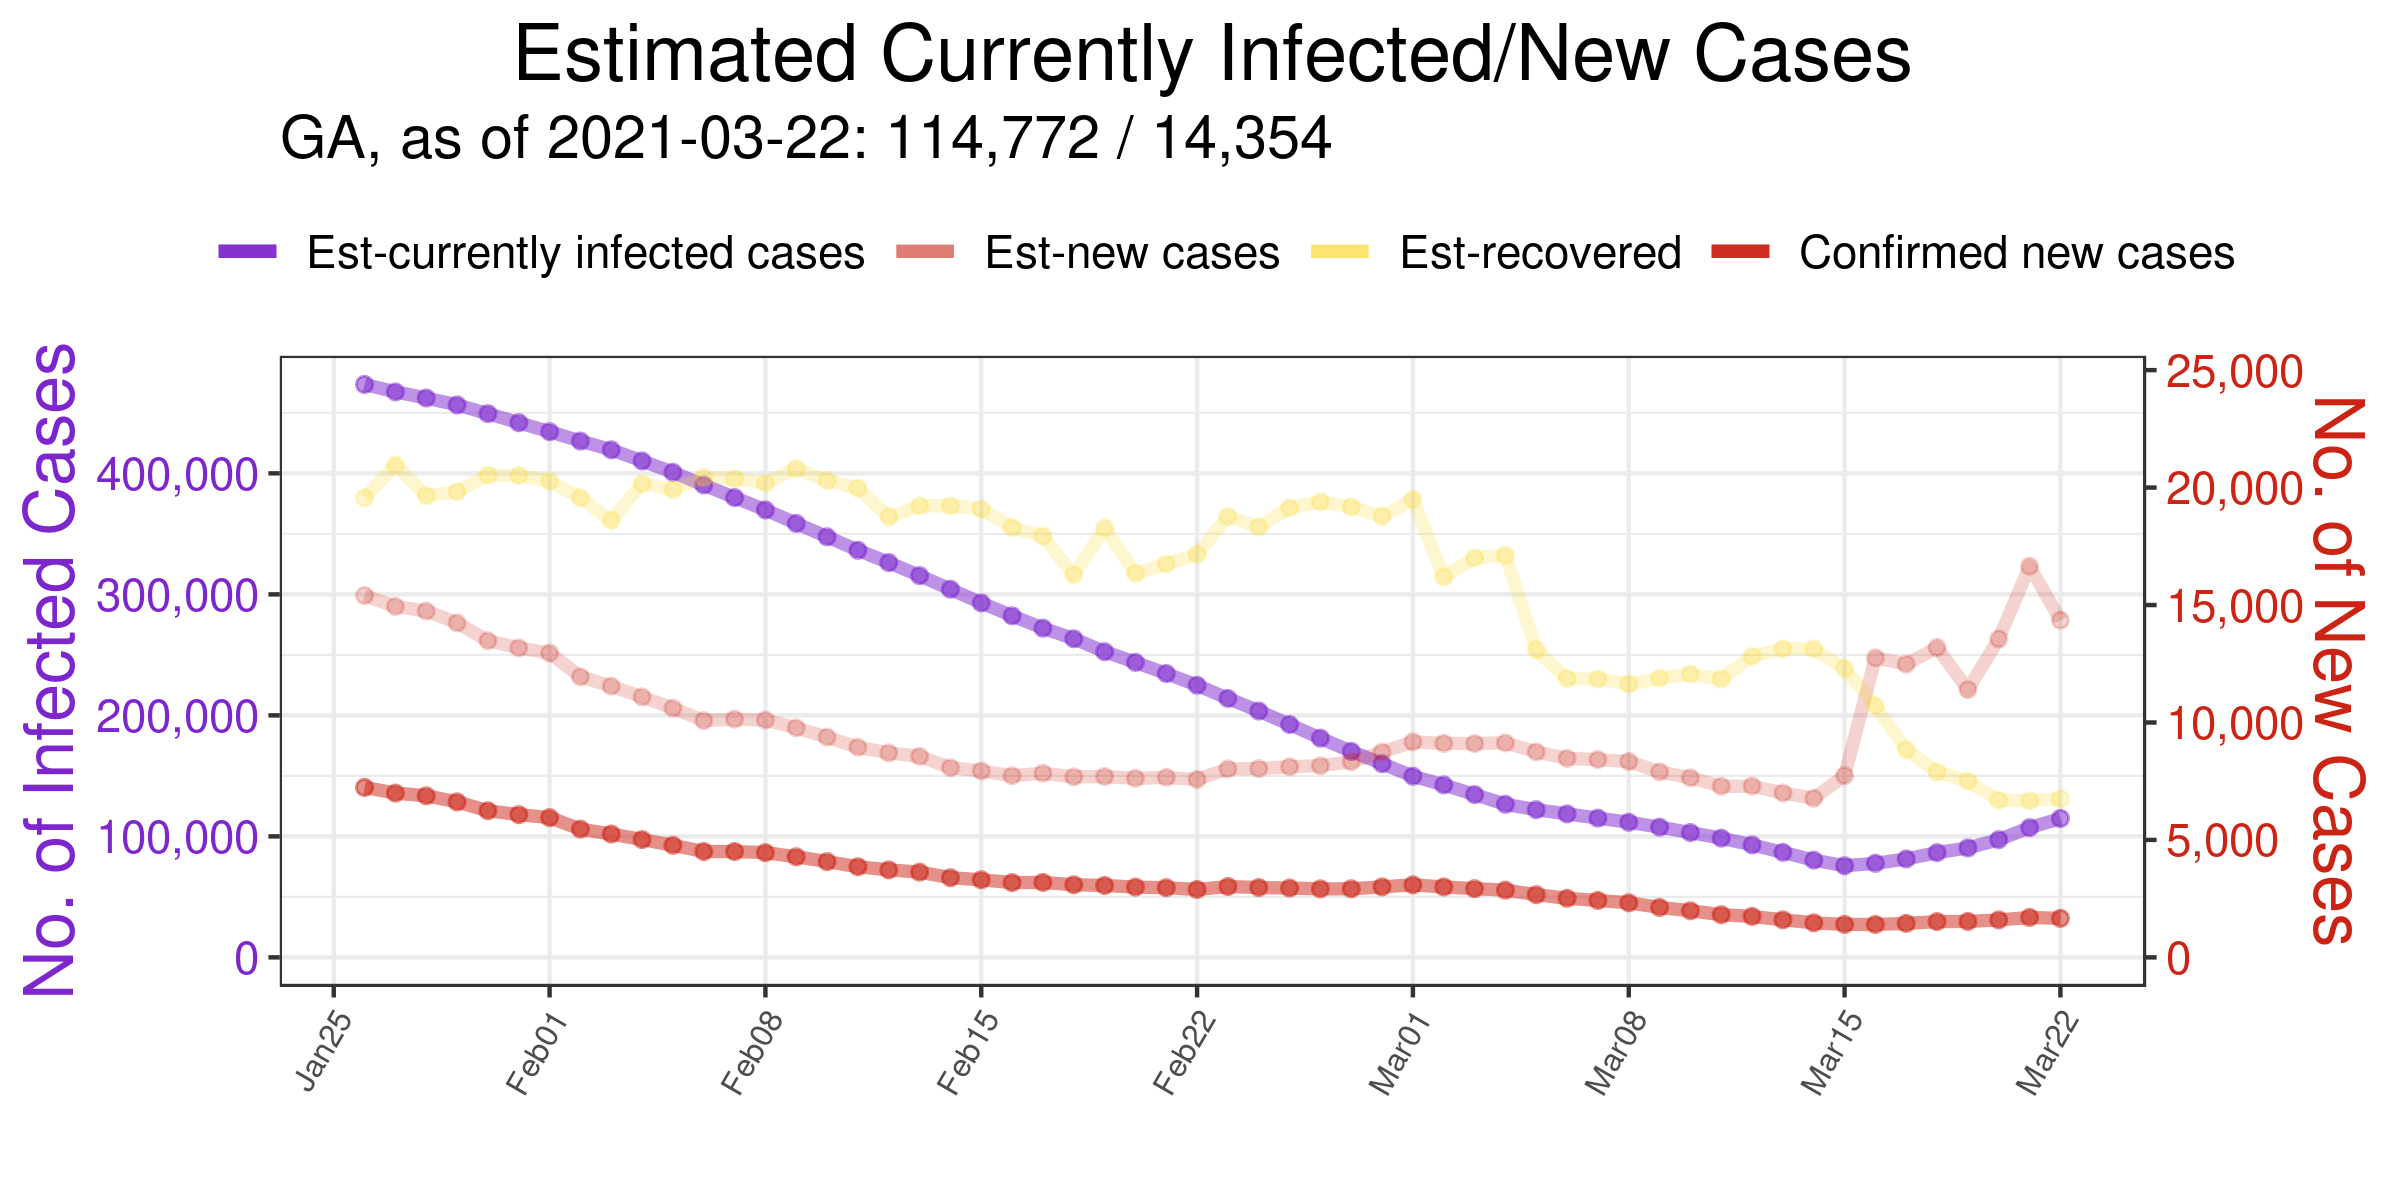 Estimated Currently Infected/New Cases
GA, as of 2021-03-22: 114,772 / 14,354
Est-currently infected cases Est-new cases Est-recovered Confirmed new cases
No. of Infected Cases
400,000
300,000
200,000
100,000
0
25,000
20,000
15,000
10,000
5,000
0
No. of New Cases
Jan25 Feb01 Feb08 Feb15 Feb22 Mar01 Mar08 Mar15 Mar22